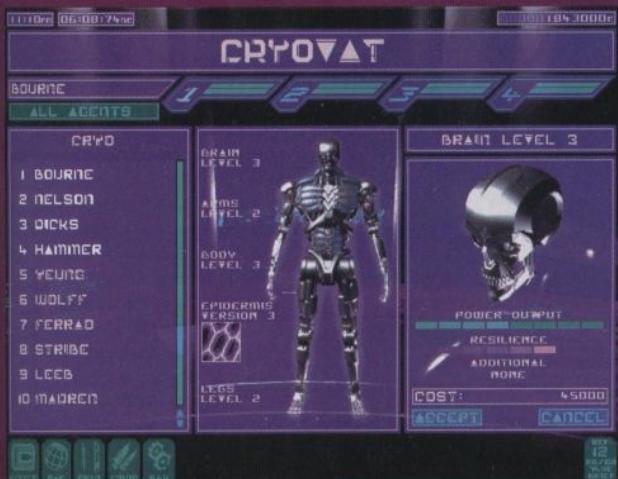 CRYOVAT
BOURNE
1 2 3 4
ALL AGENTS
CRYO
1 BOURNE
2 NELSON
3 DICKS
4 HAMMER
5 YEUNG
6 WOLFF
7 FERRAO
8 STRIBE
9 LEEB
10 MADREN
BRAIN
LEVEL 3
ARMS
LEVEL 2
BODY
LEVEL 3
EPIDERMIS
VERSION 3
LEGS
LEVEL 2
BRAIN LEVEL 3
POWER OUTPUT
RESILIENCE
ADDITIONAL
NONE
COST: 45000
ACCEPT CANCEL